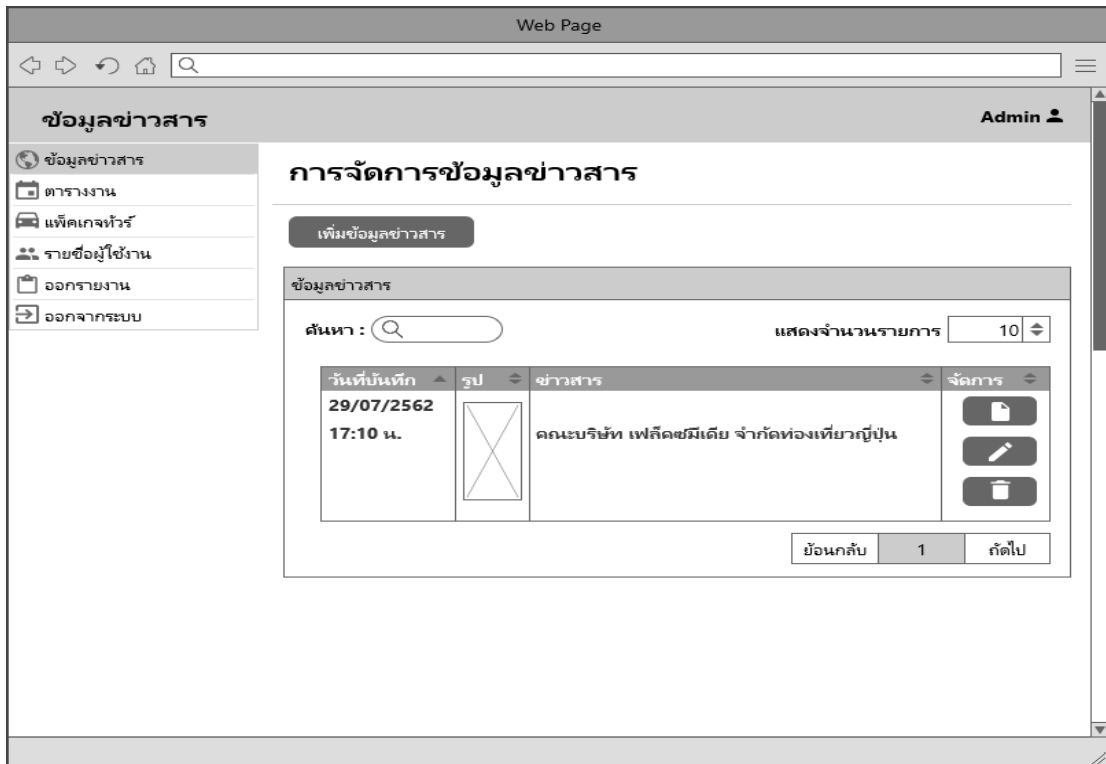 Web Page
ข้อมูลข่าวสาร
Admin
ข้อมูลข่าวสาร
ตารางงาน
แพ็คเกจทัวร์
รายชื่อผู้ใช้งาน
ออกรายงาน
ออกจากระบบ
การจัดการข้อมูลข่าวสาร
เพิ่มข้อมูลข่าวสาร
ข้อมูลข่าวสาร
ค้นหา :
แสดงจำนวนรายการ 10
วันที่บันทึก รูป ข่าวสาร จัดการ
29/07/2562
17:10 น.
คณะบริษัท เฟล็คซมีเดีย จำกัดท่องเที่ยวญี่ปุ่น
ย้อนกลับ 1 ถัดไป